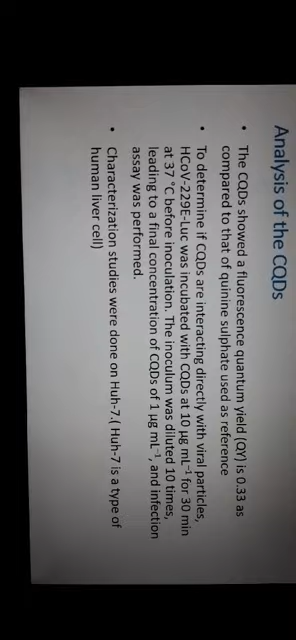 Analysis of the CQDs
• The CQDs showed a fluorescence quantum yield (QY) is 0.33 as
compared to that of quinine sulphate used as reference
• To determine if CQDs are interacting directly with viral particles,
HCoV-229E-Luc was incubated with CQDs at 10 µg mL⁻¹ for 30 min
at 37 °C before inoculation. The inoculum was diluted 10 times,
leading to a final concentration of CQDs of 1 µg mL⁻¹, and infection
assay was performed.
• Characterization studies were done on Huh-7.( Huh-7 is a type of
human liver cell)